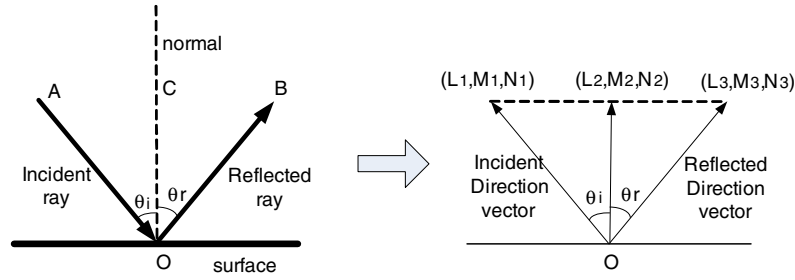 normal
A
C
B
Incident
ray
θi
θr
Reflected
ray
O
surface
(L1,M1,N1)
(L2,M2,N2)
(L3,M3,N3)
Incident
Direction
vector
θi
θr
Reflected
Direction
vector
O